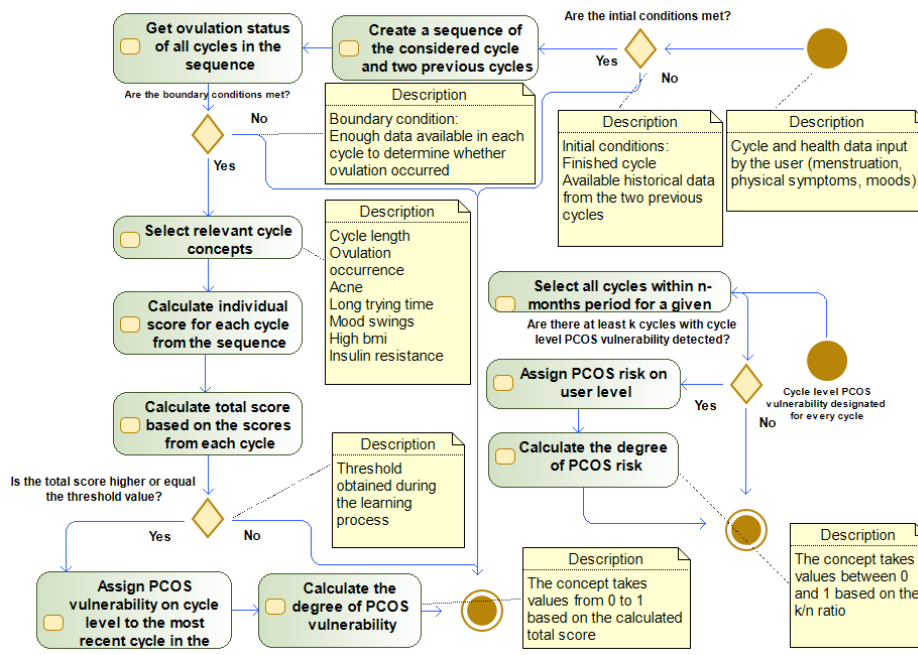 Get ovulation status
of all cycles in the
sequence
Create a sequence of
the considered cycle
and two previous cycles
Are the intial conditions met?
Yes
No
Are the boundary conditions met?
No
Yes
Description
Boundary condition:
Enough data available in each
cycle to determine whether
ovulation occurred
Description
Initial conditions:
Finished cycle
Available historical data
from the two previous
cycles
Description
Cycle and health data input
by the user (menstruation,
physical symptoms, moods)
Select relevant cycle
concepts
Description
Cycle length
Ovulation
occurrence
Acne
Long trying time
Mood swings
High bmi
Insulin resistance
Calculate individual
score for each cycle
from the sequence
Calculate total score
based on the scores
from each cycle
Is the total score higher or equal
the threshold value?
Yes
No
Description
Threshold
obtained during
the learning
process
Assign PCOS
vulnerability on cycle
level to the most
recent cycle in the
Calculate the
degree of PCOS
vulnerability
Description
The concept takes
values from 0 to 1
based on the calculated
total score
Select all cycles within n-
months period for a given
Are there at least k cycles with cycle
level PCOS vulnerability detected?
Cycle level PCOS
vulnerability designated
for every cycle
Yes
No
Assign PCOS risk on
user level
Calculate the degree
of PCOS risk
Description
The concept takes
values between 0
and 1 based on the
k/n ratio